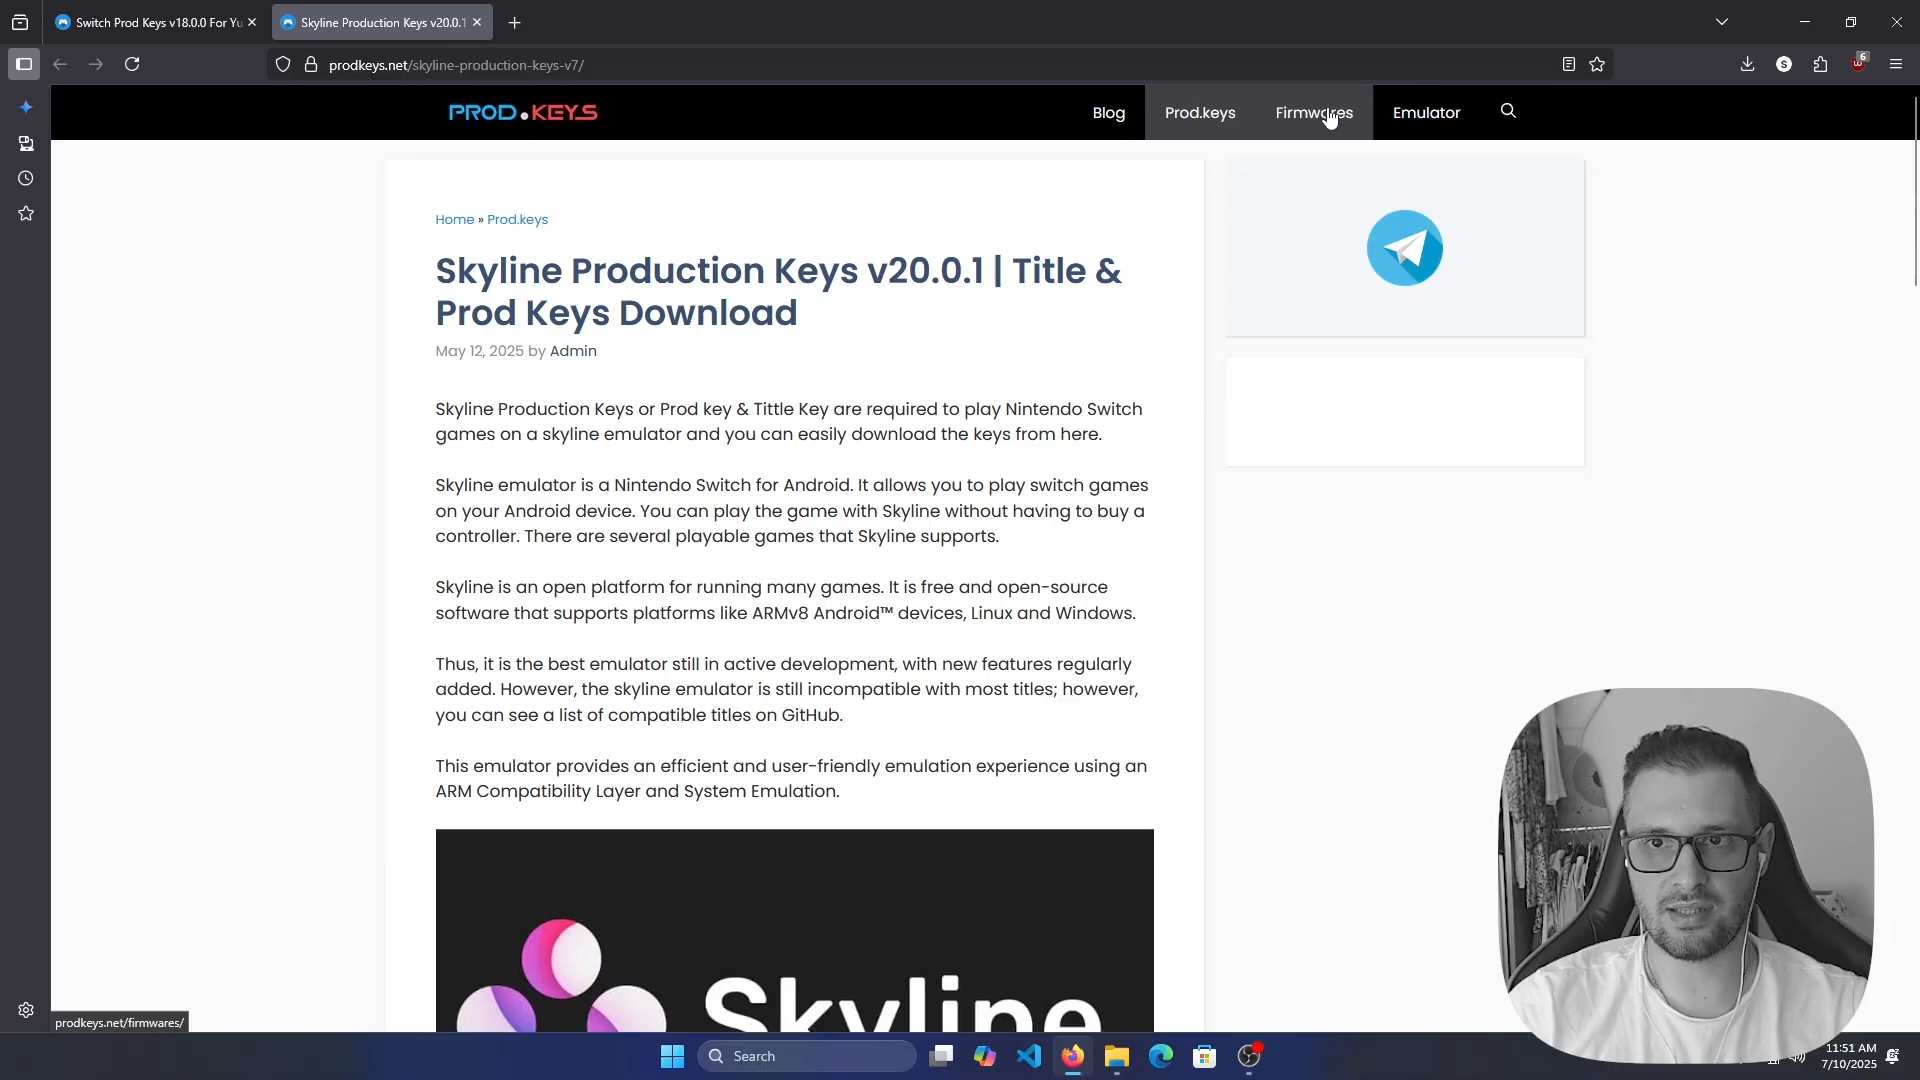 Switch Prod Keys v18.0.0 For Yu
Skyline Production Keys v20.0.1
prodkeys.net/skyline-production-keys-v7/
6
S
PROD.KEYS
Blog
Prod.keys
Firmwares
Emulator
Home » Prod.keys
Skyline Production Keys v20.0.1 | Title &
Prod Keys Download
May 12, 2025 by Admin
Skyline Production Keys or Prod key & Tittle Key are required to play Nintendo Switch
games on a skyline emulator and you can easily download the keys from here.
Skyline emulator is a Nintendo Switch for Android. It allows you to play switch games
on your Android device. You can play the game with Skyline without having to buy a
controller. There are several playable games that Skyline supports.
Skyline is an open platform for running many games. It is free and open-source
software that supports platforms like ARMv8 Android™ devices, Linux and Windows.
Thus, it is the best emulator still in active development, with new features regularly
added. However, the skyline emulator is still incompatible with most titles; however,
you can see a list of compatible titles on GitHub.
This emulator provides an efficient and user-friendly emulation experience using an
ARM Compatibility Layer and System Emulation.
Skyline
prodkeys.net/firmwares/
Search
11:51 AM
7/10/2025